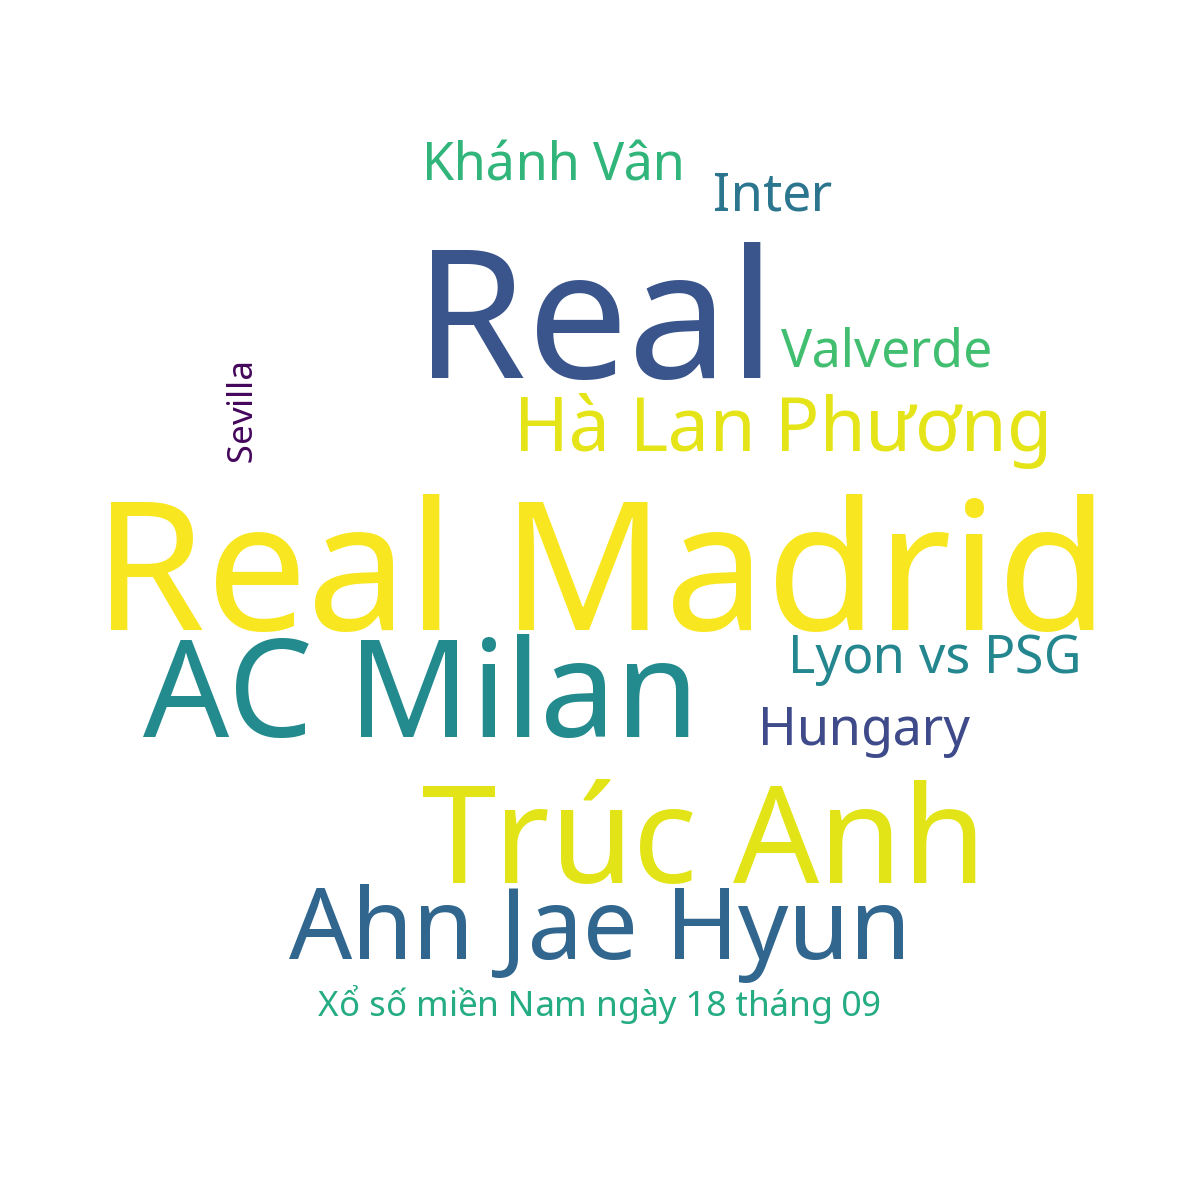 Khánh Vân
Inter
Real
Valverde
Sevilla
Hà Lan Phương
Real Madrid
AC Milan
Lyon vs PSG
Hungary
Trúc Anh
Ahn Jae Hyun
Xổ số miền Nam ngày 18 tháng 09